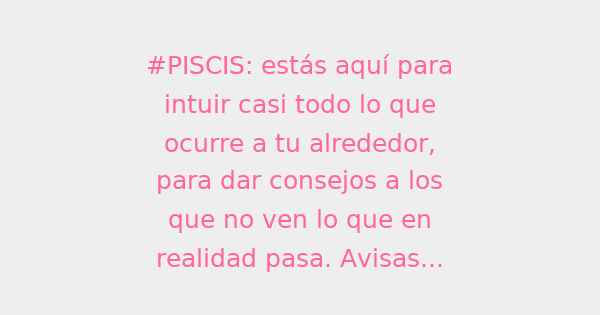 #PISCIS: estás aquí para
intuir casi todo lo que
ocurre a tu alrededor,
para dar consejos a los
que no ven lo que en
realidad pasa. Avisas...